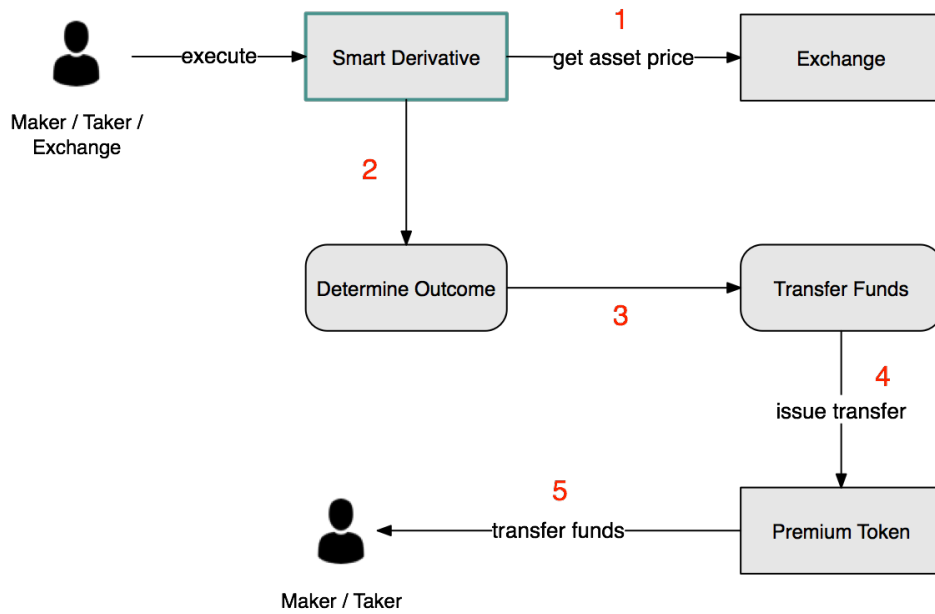 1
execute
Smart Derivative
get asset price
Exchange
Maker / Taker /
Exchange
2
Determine Outcome
Transfer Funds
3
4
issue transfer
5
transfer funds
Premium Token
Maker / Taker